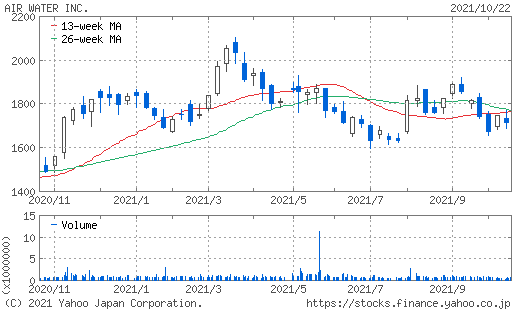 AIR WATER INC. 2021/10/22
2200
13-week MA
26-week MA
2000
1800
1600
1400
2020/11 2021/1 2021/3 2021/5 2021/7 2021/9
15
Volume
10
5
0
(x1000000)
2020/11 2021/1 2021/3 2021/5 2021/7 2021/9
(C) 2021 Yahoo Japan Corporation. https://stocks.finance.yahoo.co.jp/